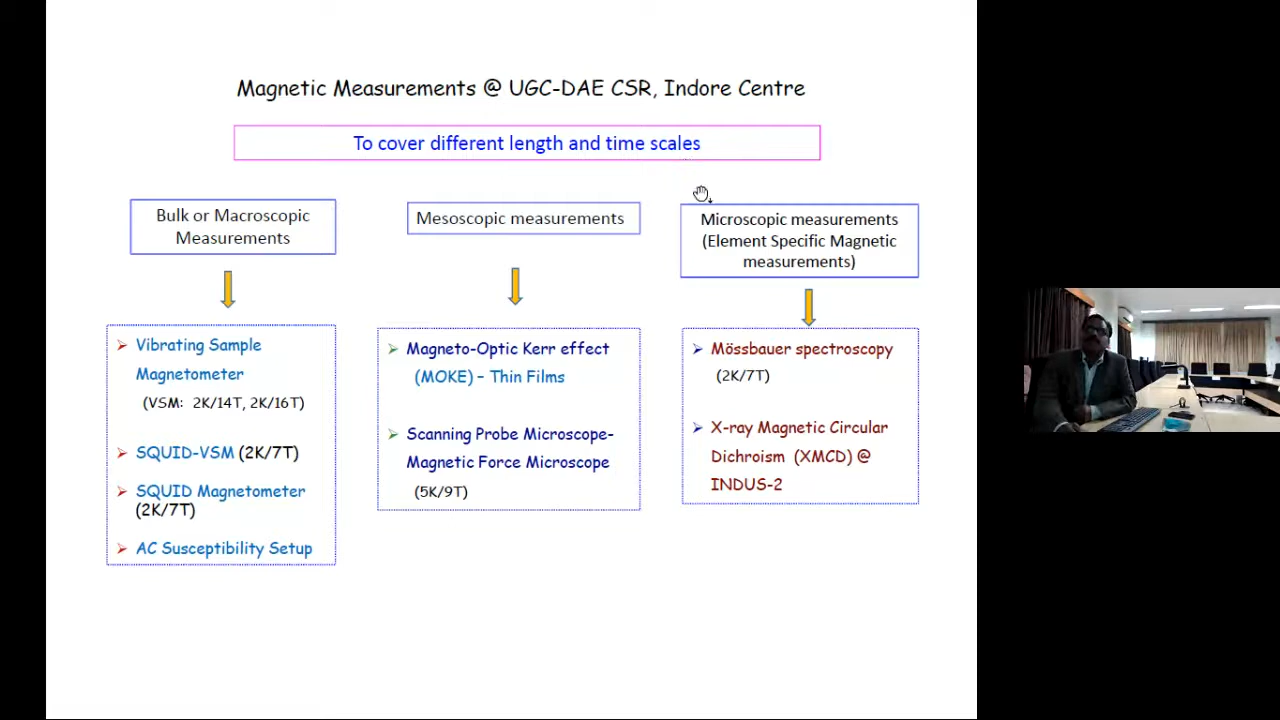 Magnetic Measurements @ UGC-DAE CSR, Indore Centre
To cover different length and time scales
Bulk or Macroscopic
Measurements
Vibrating Sample
Magnetometer
(VSM: 2K/14T, 2K/16T)
SQUID-VSM (2K/7T)
SQUID Magnetometer
(2K/7T)
AC Susceptibility Setup
Mesoscopic measurements
Magneto-Optic Kerr effect
(MOKE) – Thin Films
Scanning Probe Microscope-
Magnetic Force Microscope
(5K/9T)
Microscopic measurements
(Element Specific Magnetic
measurements)
Mössbauer spectroscopy
(2K/7T)
X-ray Magnetic Circular
Dichroism (XMCD) @
INDUS-2